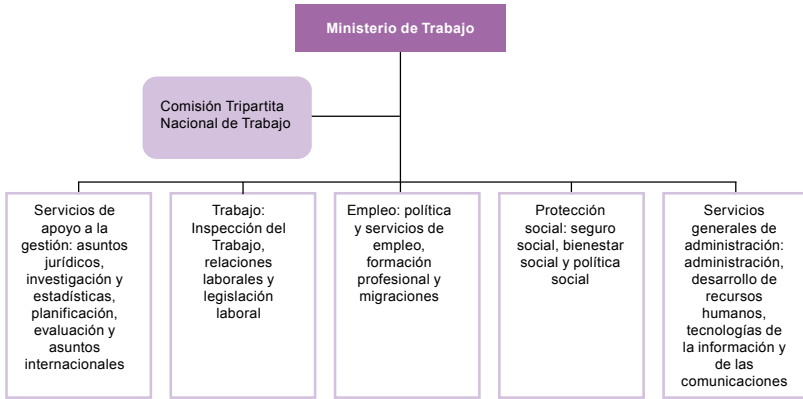 Ministerio de Trabajo
Comisión Tripartita
Nacional de Trabajo
Servicios de
apoyo a la
gestión: asuntos
jurídicos,
investigación y
estadísticas,
planificación,
evaluación y
asuntos
internacionales
Trabajo:
Inspección del
Trabajo,
relaciones
laborales y
legislación
laboral
Empleo: política
y servicios de
empleo,
formación
profesional y
migraciones
Protección
social: seguro
social, bienestar
social y política
social
Servicios
generales de
administración:
administración,
desarrollo de
recursos
humanos,
tecnologías de
la información y
de las
comunicaciones